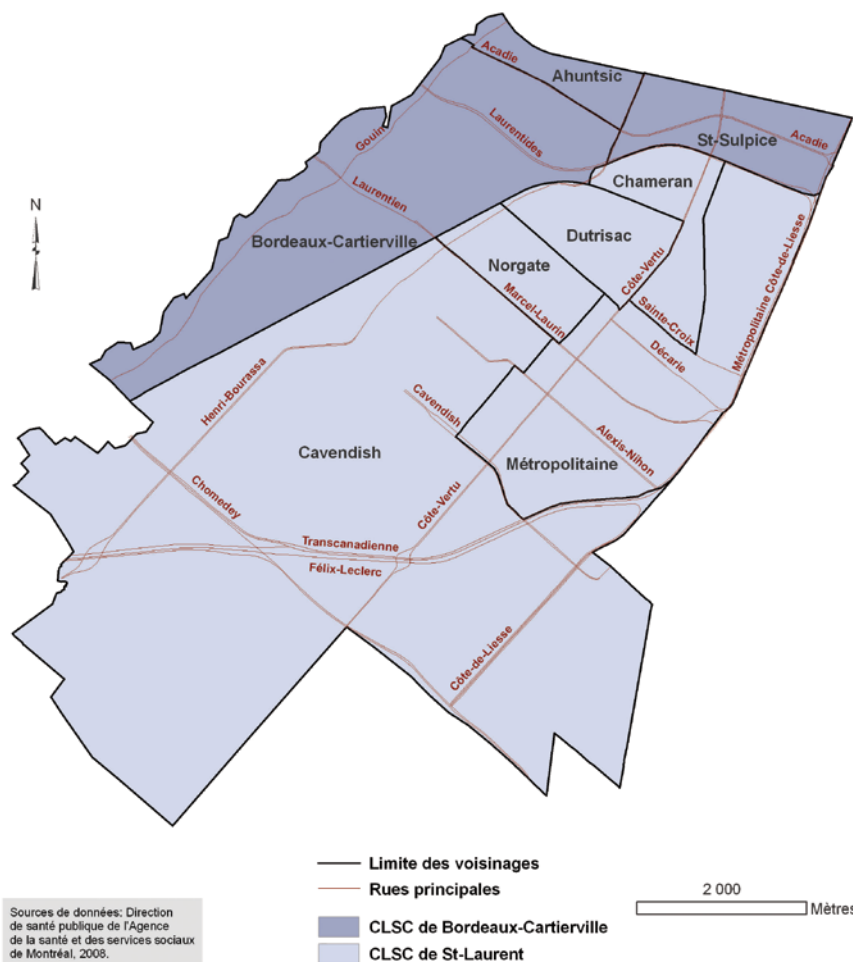 Acadie
Ahuntsic
Gouin
Laurentides
St-Sulpice
Acadie
Chameran
Laurentien
N
Bordeaux-Cartierville
Dutrisac
Norgate
Côte-Vertu
Métropolitaine Côte-de-Liesse
Marcel-Laurin
Sainte-Croix
Décarie
Henri-Bourassa
Cavendish
Alexis-Nihon
Cavendish
Métropolitaine
Chomedey
Côte-Vertu
Transcanadienne
Félix-Leclerc
Côte-de-Liesse
Limite des voisinages
Rues principales
CLSC de Bordeaux-Cartierville
CLSC de St-Laurent
2 000
Mètres
Sources de données: Direction
de santé publique de l'Agence
de la santé et des services sociaux
de Montréal, 2008.